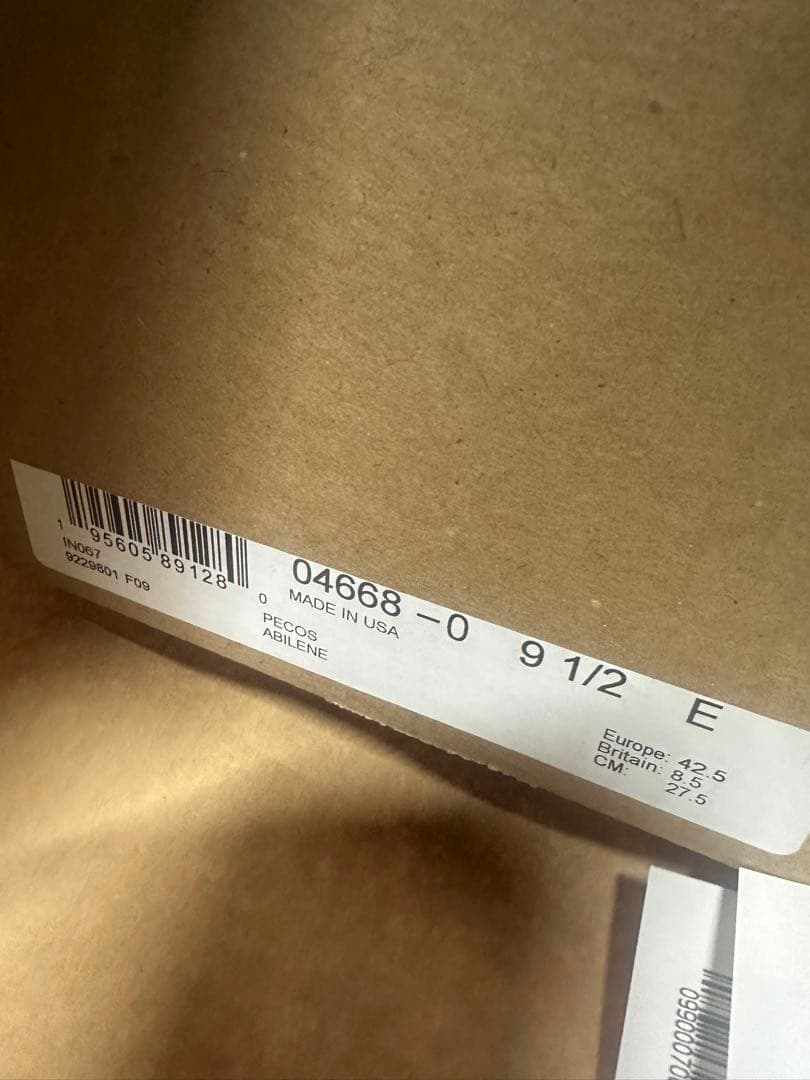 1 95605 89128 0
IN067
9229801 F09
04668 -0 9 1/2 E
MADE IN USA
PECOS
ABILENE
Europe: 42.5
Britain: 8.5
CM: 27.5